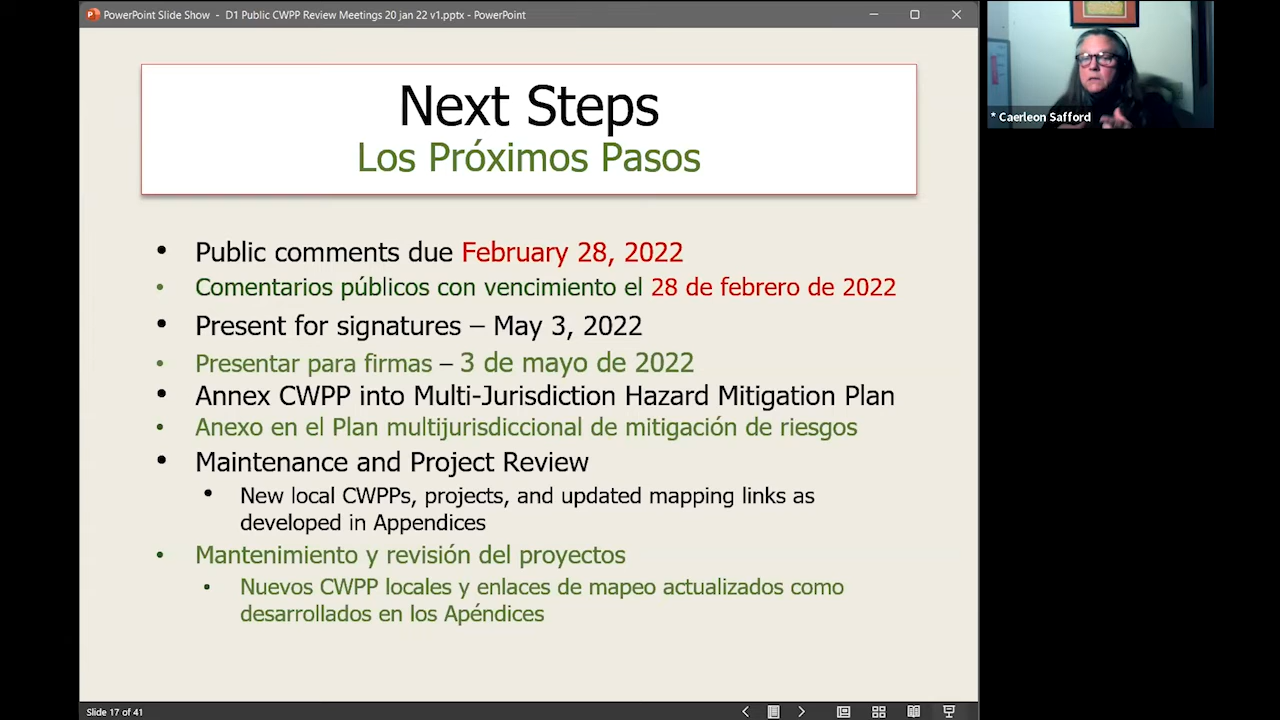 PowerPoint Slide Show - D1 Public CWPP Review Meetings 20 jan 22 v1.pptx - PowerPoint
* Caerleon Safford
Next Steps
Los Próximos Pasos
• Public comments due February 28, 2022
• Comentarios públicos con vencimiento el 28 de febrero de 2022
• Present for signatures – May 3, 2022
• Presentar para firmas – 3 de mayo de 2022
• Annex CWPP into Multi-Jurisdiction Hazard Mitigation Plan
• Anexo en el Plan multijurisdiccional de mitigación de riesgos
• Maintenance and Project Review
• New local CWPPs, projects, and updated mapping links as
developed in Appendices
• Mantenimiento y revisión del proyectos
• Nuevos CWPP locales y enlaces de mapeo actualizados como
desarrollados en los Apéndices
Slide 17 of 41